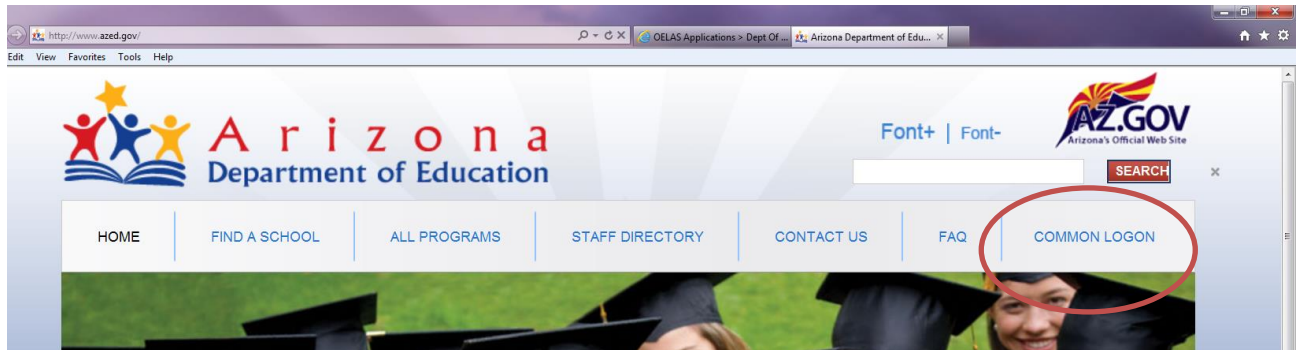 http://www.azed.gov/
OELAS Applications > Dept Of ...
Arizona Department of Edu...
Edit View Favorites Tools Help
Arizona
Department of Education
Font+ | Font-
AZ.GOV
Arizona's Official Web Site
SEARCH
HOME FIND A SCHOOL ALL PROGRAMS STAFF DIRECTORY CONTACT US FAQ COMMON LOGON